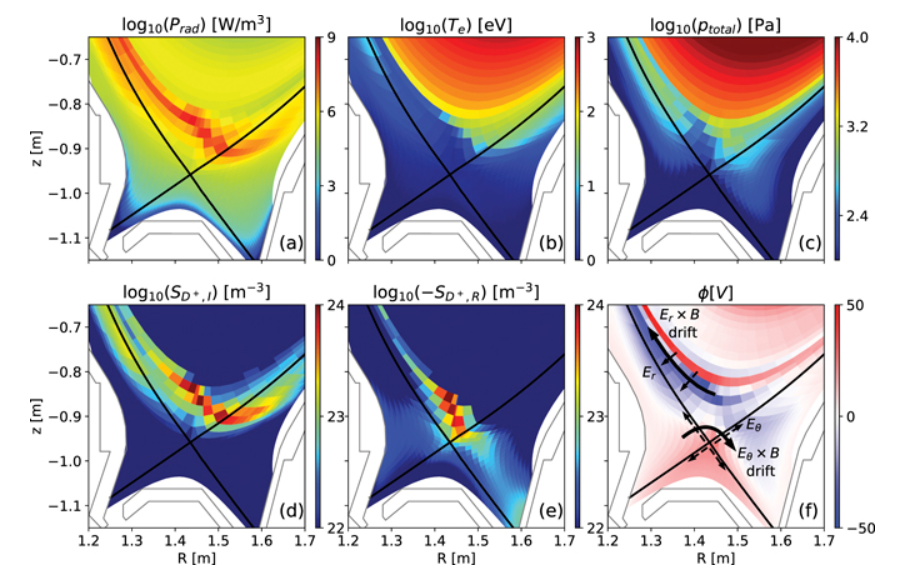 log10(Prad) [W/m3]
log10(Te) [eV]
log10(ptotal) [Pa]
−0.7
−0.8
−0.9
−1.0
−1.1
z [m]
(a)
9
6
3
0
(b)
3
2
1
0
(c)
4.0
3.2
2.4
log10(SD+,I) [m−3]
log10(−SD+,R) [m−3]
ϕ[V]
−0.7
−0.8
−0.9
−1.0
−1.1
z [m]
(d)
24
23
22
(e)
24
23
22
Er × B
drift
Er
Eθ
Eθ × B
drift
(f)
50
0
−50
1.2 1.3 1.4 1.5 1.6 1.7
R [m]
1.3 1.4 1.5 1.6 1.2
R [m]
1.3 1.4 1.5 1.6 1.7
R [m]